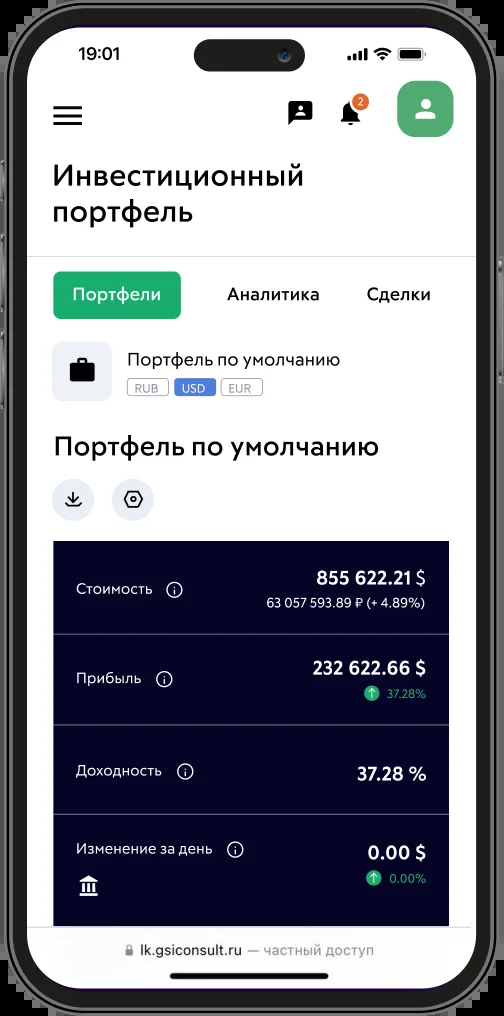 19:01
2
Инвестиционный
портфель
Портфели Аналитика Сделки
Портфель по умолчанию
RUB USD EUR
Портфель по умолчанию
Стоимость 855 622.21 $
63 057 593.89 ₽ (+ 4.89%)
Прибыль 232 622.66 $
37.28%
Доходность 37.28 %
Изменение за день 0.00 $
0.00%
lk.gsiconsult.ru — частный доступ